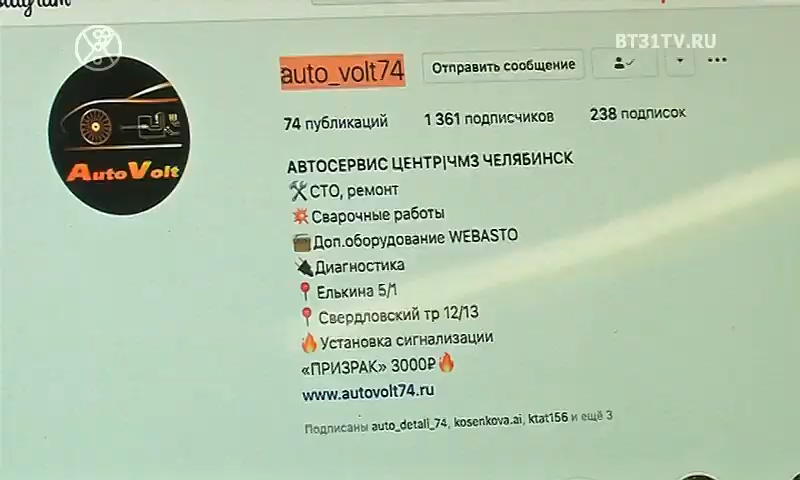 BT31TV.RU
auto_volt74
Отправить сообщение
74 публикаций
1 361 подписчиков
238 подписок
AutoVolt
АВТОСЕРВИС ЦЕНТР|ЧМЗ ЧЕЛЯБИНСК
СТО, ремонт
Сварочные работы
Доп.оборудование WEBASTO
Диагностика
Елькина 5/1
Свердловский тр 12/13
Установка сигнализации
«ПРИЗРАК» 3000₽
www.autovolt74.ru
Подписаны auto_detali_74, kosenkova.ai, ktat156 и ещё 3